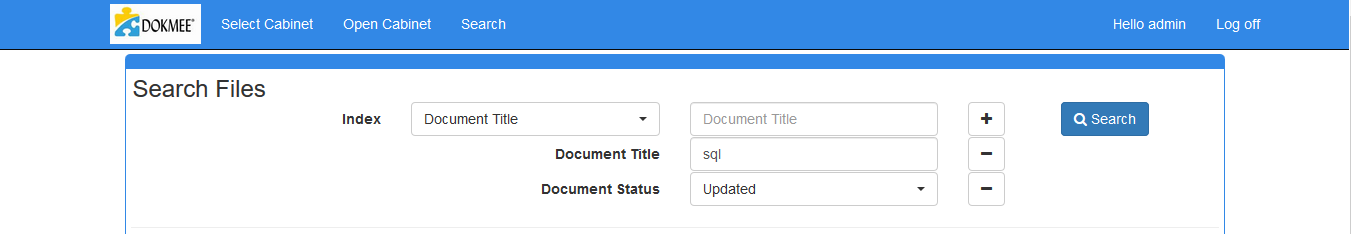 DOKMEE® Select Cabinet Open Cabinet Search Hello admin Log off
Search Files
Index Document Title Document Title + Search
Document Title sql −
Document Status Updated −